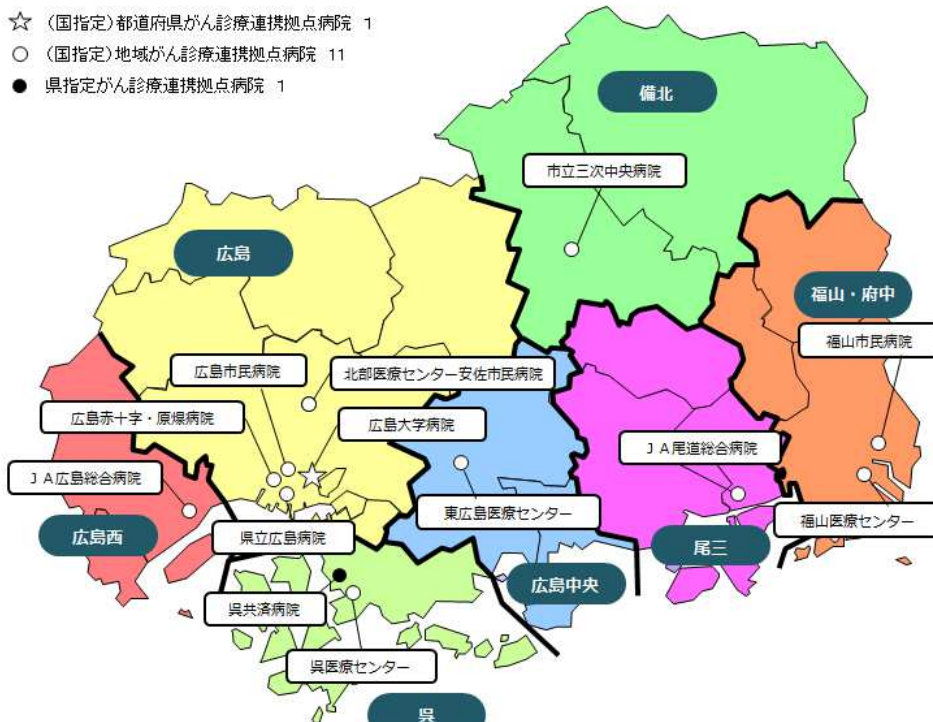 ☆ (国指定)都道府県がん診療連携拠点病院 1
○ (国指定)地域がん診療連携拠点病院 11
● 県指定がん診療連携拠点病院 1
備北
市立三次中央病院
広島
福山・府中
福山市民病院
広島市民病院
北部医療センター安佐市民病院
広島赤十字・原爆病院
広島大学病院
JA広島総合病院
JA尾道総合病院
東広島医療センター
福山医療センター
広島西
県立広島病院
尾三
広島中央
呉共済病院
呉医療センター
呉